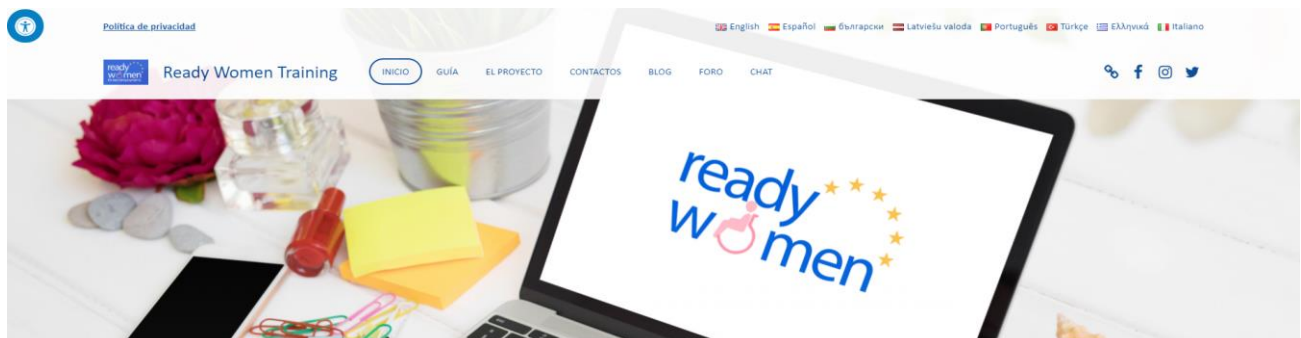 Política de privacidad
English Español български Latviešu valoda Português Türkçe Ελληνικά Italiano
ready women
Ready Women Training
INICIO GUÍA EL PROYECTO CONTACTOS BLOG FORO CHAT
ready
women